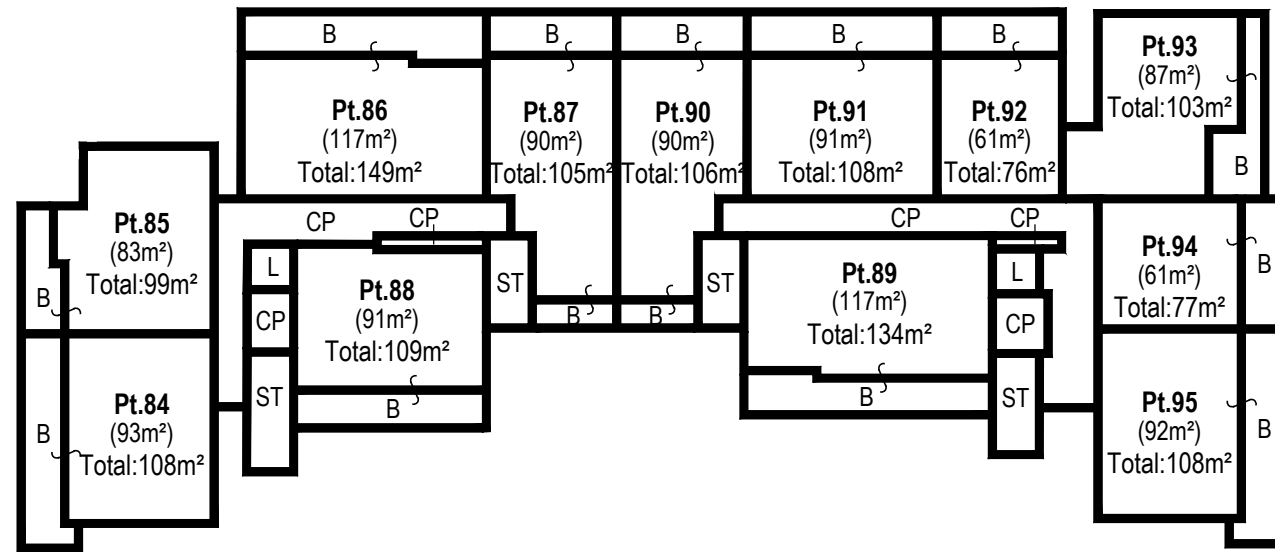 B
B
B
B
B
Pt.93
(87m²)
Total:103m²
B
Pt.86
(117m²)
Total:149m²
Pt.87
(90m²)
Total:105m²
Pt.90
(90m²)
Total:106m²
Pt.91
(91m²)
Total:108m²
Pt.92
(61m²)
Total:76m²
Pt.85
(83m²)
Total:99m²
B
CP
CP
L
CP
ST
Pt.88
(91m²)
Total:109m²
B
ST
B
B
ST
CP
CP
Pt.89
(117m²)
Total:134m²
B
L
CP
ST
Pt.94
(61m²)
Total:77m²
B
Pt.84
(93m²)
Total:108m²
B
Pt.95
(92m²)
Total:108m²
B